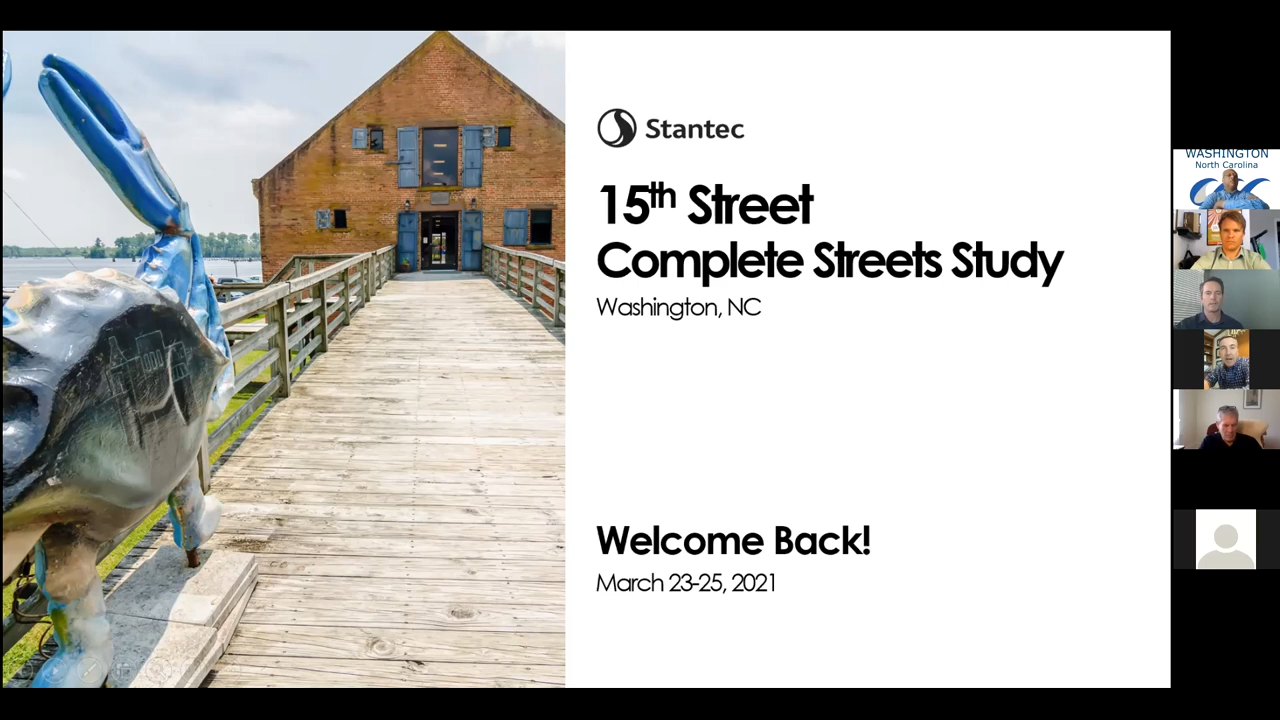 Stantec
15th Street
Complete Streets Study
Washington, NC
Welcome Back!
March 23-25, 2021
WASHINGTON
North Carolina